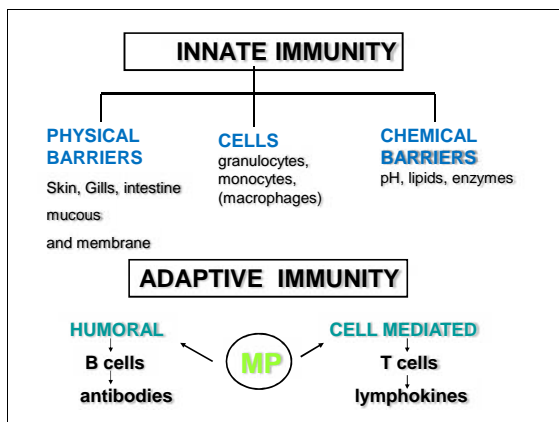 INNATE IMMUNITY
PHYSICAL
BARRIERS
Skin, Gills, intestine
mucous
and membrane
CELLS
granulocytes,
monocytes,
(macrophages)
CHEMICAL
BARRIERS
pH, lipids, enzymes
ADAPTIVE IMMUNITY
HUMORAL
B cells
antibodies
MP
CELL MEDIATED
T cells
lymphokines